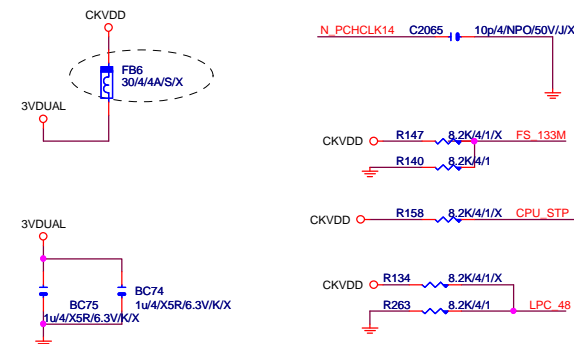 CKVDD
FB6
30/4/4A/S/X
3VDUAL
N_PCHCLK14 C2065 10p/4/NPO/50V/J/X
CKVDD R147 8.2K/4/1/X FS_133M
R140 8.2K/4/1
CKVDD R158 8.2K/4/1/X CPU_STP
3VDUAL
BC74
1u/4/X5R/6.3V/K/X
BC75
1u/4/X5R/6.3V/K/X
CKVDD R134 8.2K/4/1/X
R263 8.2K/4/1 LPC_48